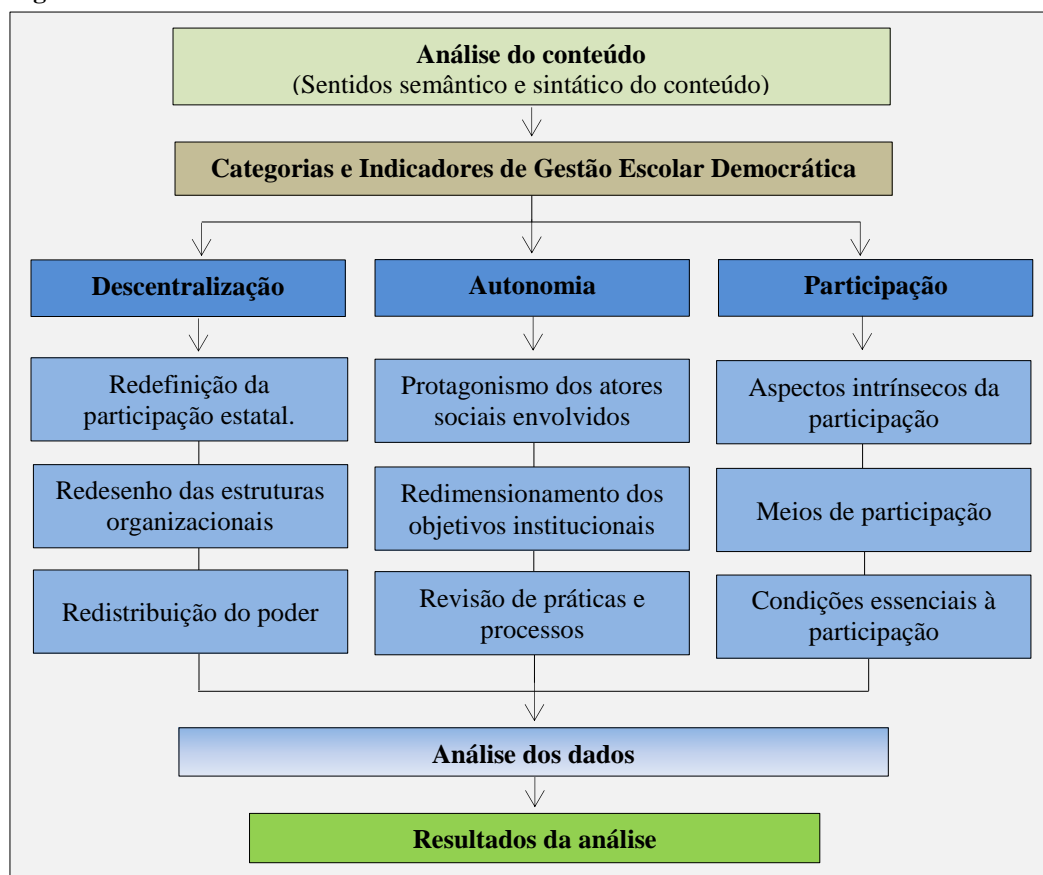 Análise do conteúdo
(Sentidos semântico e sintático do conteúdo)
Categorias e Indicadores de Gestão Escolar Democrática
Descentralização
Autonomia
Participação
Redefinição da
participação estatal.
Protagonismo dos atores
sociais envolvidos
Aspectos intrínsecos da
participação
Redesenho das estruturas
organizacionais
Redimensionamento dos
objetivos institucionais
Meios de participação
Redistribuição do poder
Revisão de práticas e
processos
Condições essenciais à
participação
Análise dos dados
Resultados da análise